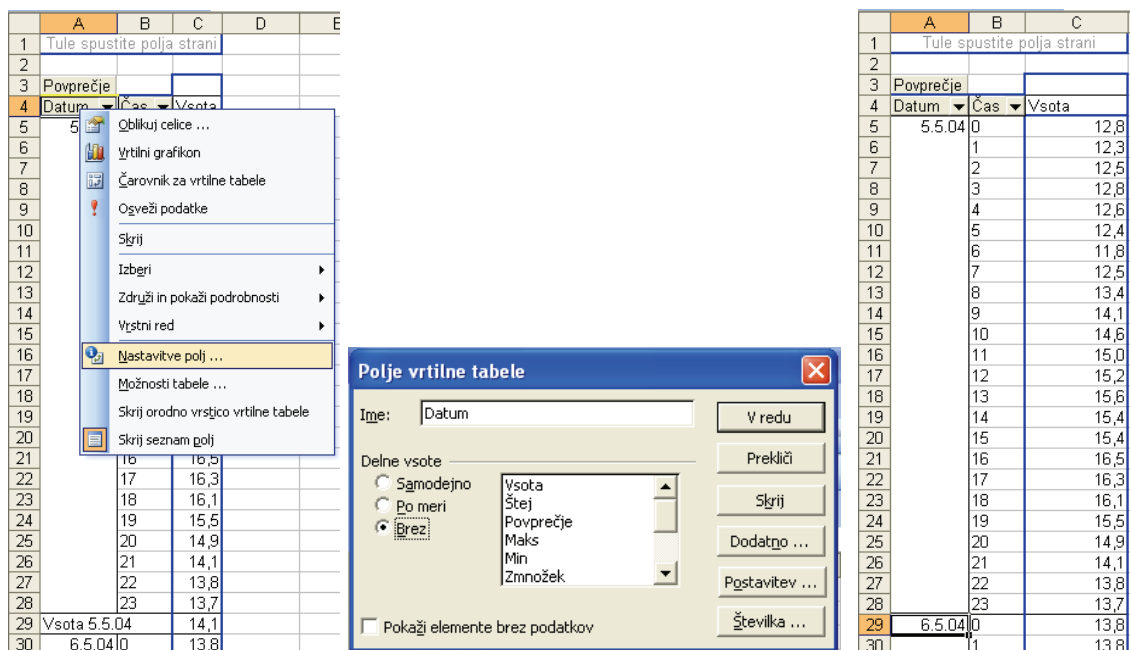 A B C D E
1 Tule spustite polja strani
2
3 Povprečje
4 Datum Čas Vsota
5 5
6
7
8
9
10
11
12
13
14
15
16
17
18
19
20
21 16 16,5
22 17 16,3
23 18 16,1
24 19 15,5
25 20 14,9
26 21 14,1
27 22 13,8
28 23 13,7
29 Vsota 5.5.04 14,1
30 6.5.04 0 13,8
Oblikuj celice ...
Vrtilni grafikon
Čarovnik za vrtilne tabele
Osveži podatke
Skrij
Izberi
Združi in pokaži podrobnosti
Vrstni red
Nastavitve polj ...
Možnosti tabele ...
Skrij orodno vrstico vrtilne tabele
Skrij seznam polj
Polje vrtilne tabele
Ime: Datum
Delne vsote
Samodejno
Po meri
Brez
Vsota
Štej
Povprečje
Maks
Min
Zmnožek
Pokaži elemente brez podatkov
V redu
Prekliči
Skrij
Dodatno ...
Postavitev ...
Številka ...
A B C
1 Tule spustite polja strani
2
3 Povprečje
4 Datum Čas Vsota
5 5.5.04 0 12,8
6 1 12,3
7 2 12,5
8 3 12,8
9 4 12,6
10 5 12,4
11 6 11,8
12 7 12,5
13 8 13,4
14 9 14,1
15 10 14,6
16 11 15,0
17 12 15,2
18 13 15,6
19 14 15,4
20 15 15,4
21 16 16,5
22 17 16,3
23 18 16,1
24 19 15,5
25 20 14,9
26 21 14,1
27 22 13,8
28 23 13,7
29 6.5.04 0 13,8
30 1 13,8